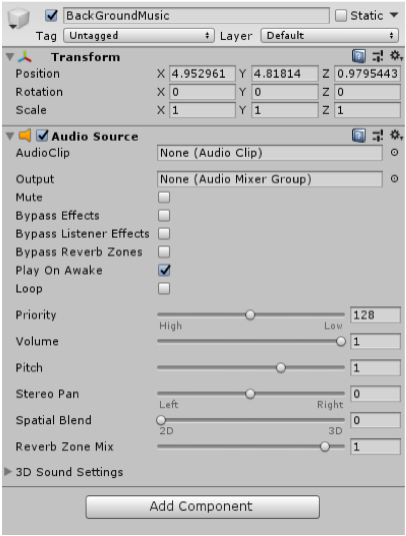 BackGroundMusic Static
Tag Untagged Layer Default
Transform
Position X 4.952961 Y 4.81814 Z 0.9795443
Rotation X 0 Y 0 Z 0
Scale X 1 Y 1 Z 1
Audio Source
AudioClip None (Audio Clip)
Output None (Audio Mixer Group)
Mute
Bypass Effects
Bypass Listener Effects
Bypass Reverb Zones
Play On Awake
Loop
Priority 128
High Low
Volume 1
Pitch 1
Stereo Pan 0
Left Right
Spatial Blend 0
2D 3D
Reverb Zone Mix 1
3D Sound Settings
Add Component